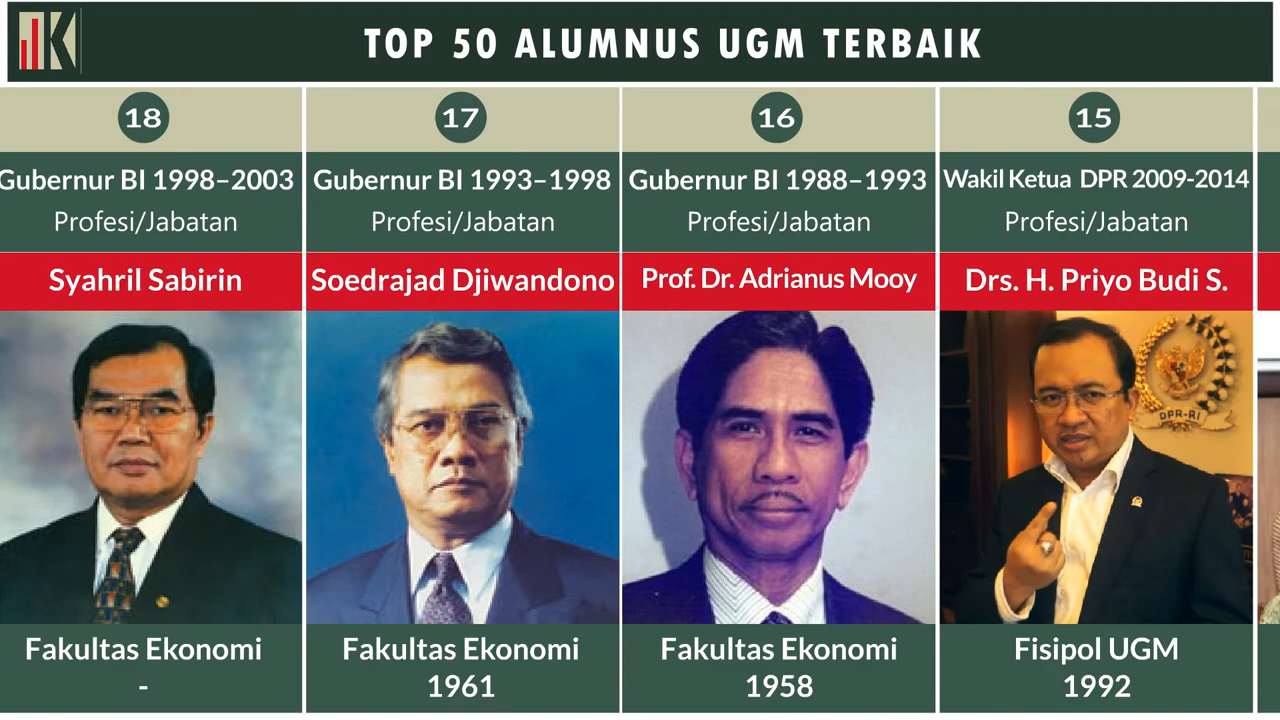 TOP 50 ALUMNUS UGM TERBAIK
18
Gubernur BI 1998–2003
Profesi/Jabatan
Syahril Sabirin
Fakultas Ekonomi
-
17
Gubernur BI 1993–1998
Profesi/Jabatan
Soedrajad Djiwandono
Fakultas Ekonomi
1961
16
Gubernur BI 1988–1993
Profesi/Jabatan
Prof. Dr. Adrianus Mooy
Fakultas Ekonomi
1958
15
Wakil Ketua DPR 2009-2014
Profesi/Jabatan
Drs. H. Priyo Budi S.
DPR-RI
Fisipol UGM
1992